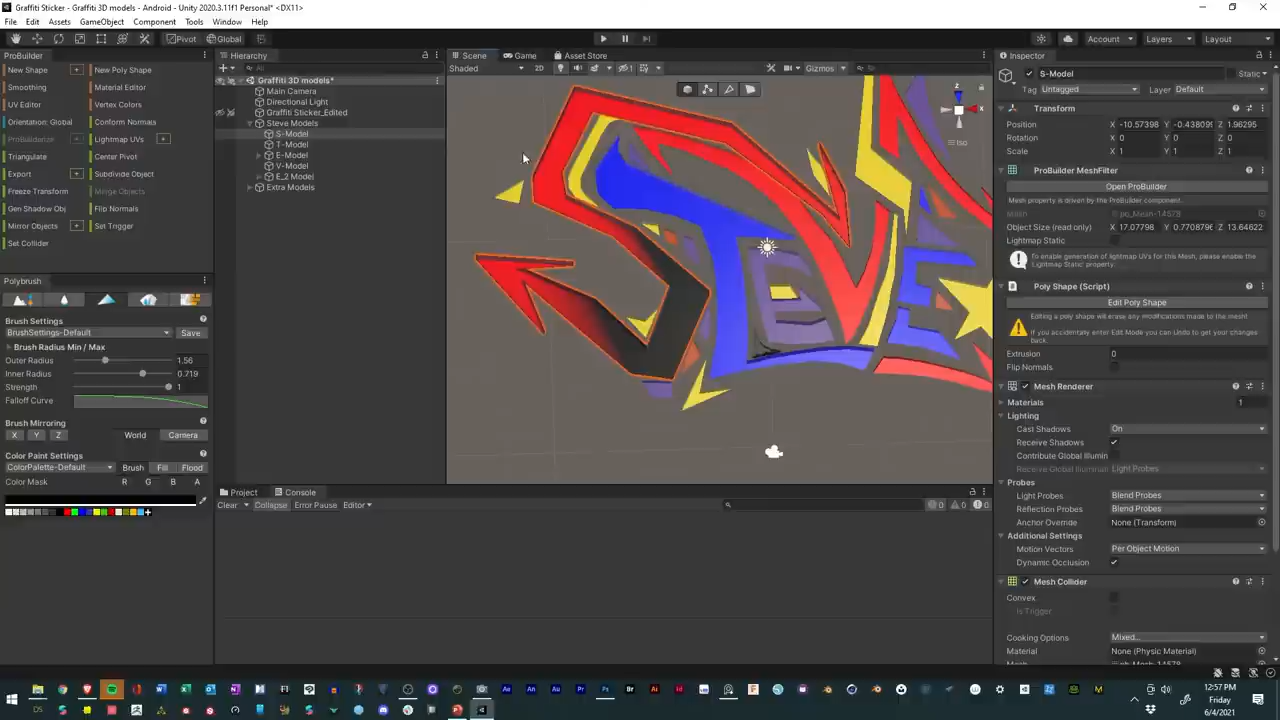 Graffiti Sticker - Graffiti 3D models - Android - Unity 2020.3.11f1 Personal* <DX11>
File Edit Assets GameObject Component Tools Window Help
Pivot Global Account Layers Layout
ProBuilder
New Shape New Poly Shape
Smoothing Material Editor
UV Editor Vertex Colors
Orientation: Global Conform Normals
ProBuilderize Lightmap UVs
Triangulate Center Pivot
Export Subdivide Object
Freeze Transform Merge Objects
Gen Shadow Obj Flip Normals
Mirror Objects Set Trigger
Set Collider
Polybrush
Brush Settings
BrushSettings-Default Save
Brush Radius Min / Max
Outer Radius 1.56
Inner Radius 0.719
Strength 1
Falloff Curve
Brush Mirroring
X Y Z World Camera
Color Paint Settings
ColorPalette-Default Brush Fill Flood
Color Mask R G B A
Hierarchy
All
Graffiti 3D models*
Main Camera
Directional Light
Graffiti Sticker_Edited
Steve Models
S-Model
T-Model
E-Model
V-Model
E_2 Model
Extra Models
Scene Game Asset Store
Shaded 2D Gizmos All
Z
X
Iso
Project Console
Clear Collapse Error Pause Editor 0 0 0
Inspector
S-Model Static
Tag Untagged Layer Default
Transform
Position X -10.57398 Y -0.438099 Z 1.96295
Rotation X 0 Y 0 Z 0
Scale X 1 Y 1 Z 1
ProBuilder MeshFilter
Open ProBuilder
Mesh property is driven by the ProBuilder component.
Mesh pb_Mesh-14578
Object Size (read only) X 17.07798 Y 0.7708796 Z 13.64622
Lightmap Static
To enable generation of lightmap UVs for this Mesh, please enable the 'Lightmap Static' property.
Poly Shape (Script)
Edit Poly Shape
Editing a poly shape will erase any modifications made to the mesh!
If you accidentally enter Edit Mode you can Undo to get your changes back.
Extrusion 0
Flip Normals
Mesh Renderer
Materials 1
Lighting
Cast Shadows On
Receive Shadows
Contribute Global Illumin
Receive Global Illuminat Light Probes
Probes
Light Probes Blend Probes
Reflection Probes Blend Probes
Anchor Override None (Transform)
Additional Settings
Motion Vectors Per Object Motion
Dynamic Occlusion
Mesh Collider
Convex
Is Trigger
Cooking Options Mixed...
Material None (Physic Material)
Mesh pb_Mesh-14578
12:57 PM
Friday
6/4/2021